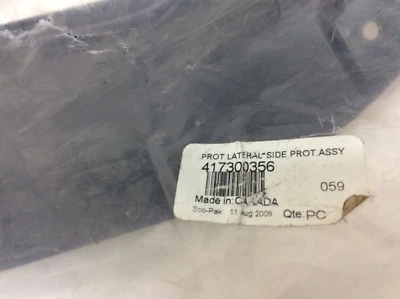 PROT.LATERAL*SIDE PROT.ASSY
417300356
059
Made in: CANADA
Eco-Pak: 11 Aug 2008 Qte: PC